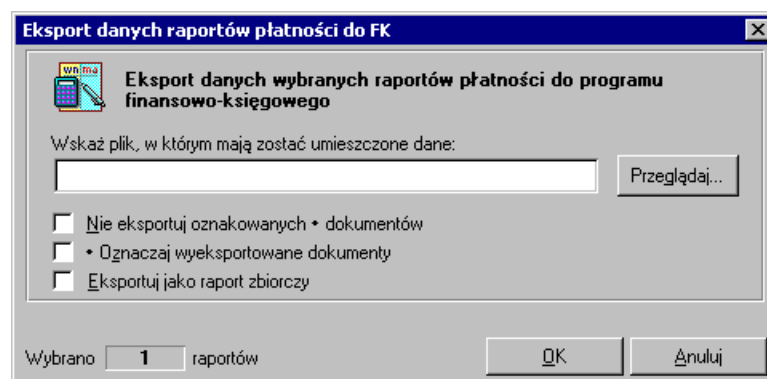 Eksport danych raportów płatności do FK
wn ma
Eksport danych wybranych raportów płatności do programu
finansowo-księgowego
Wskaż plik, w którym mają zostać umieszczone dane:
Przeglądaj...
Nie eksportuj oznakowanych • dokumentów
• Oznaczaj wyeksportowane dokumenty
Eksportuj jako raport zbiorczy
Wybrano 1 raportów
OK
Anuluj